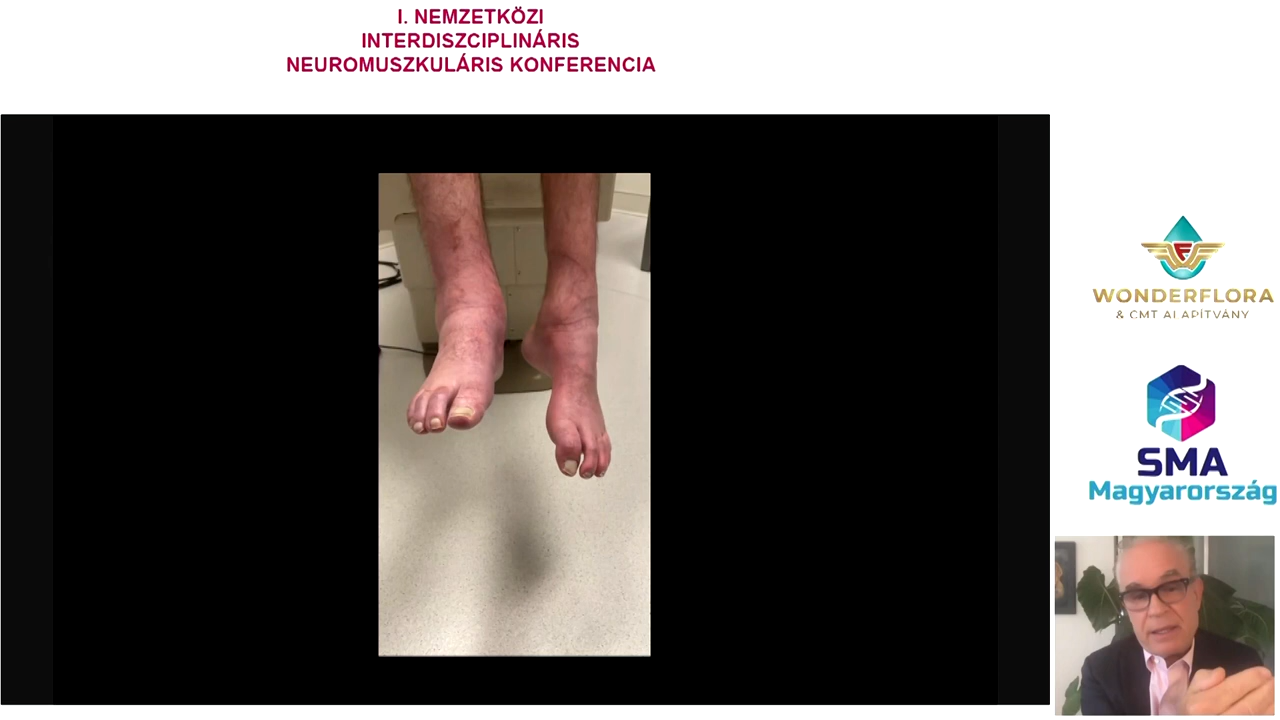 I. NEMZETKÖZI
INTERDISZCIPLINÁRIS
NEUROMUSZKULÁRIS KONFERENCIA
WONDERFLORA
& CMT ALAPÍTVÁNY
SMA
Magyarország